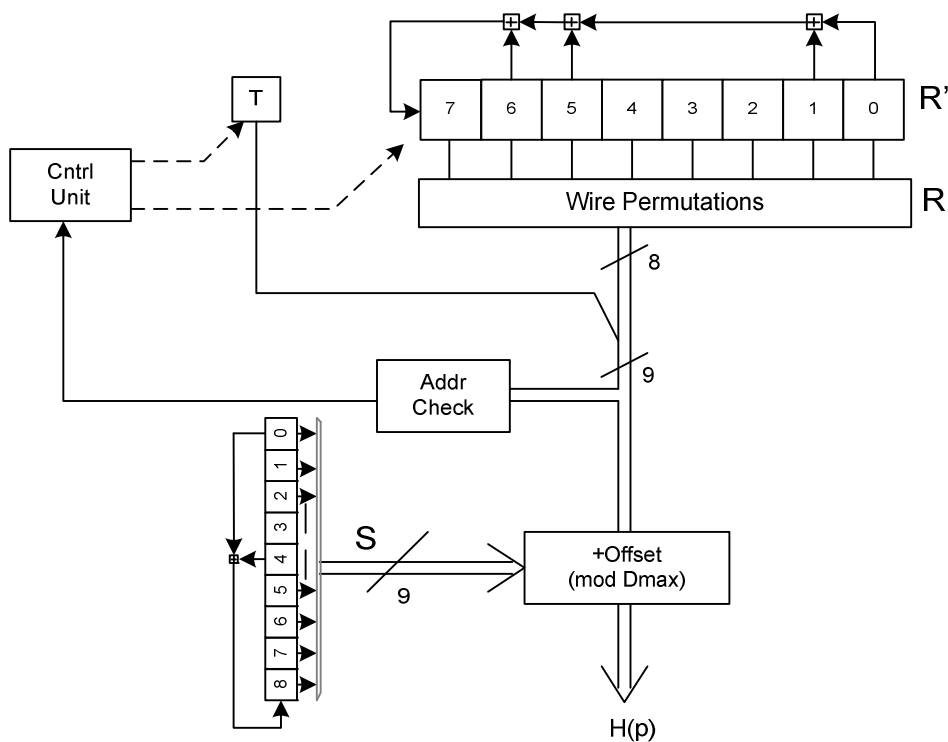 T
7 6 5 4 3 2 1 0
R’
Cntrl
Unit
Wire Permutations
R
8
9
Addr
Check
0
1
2
3
4
5
6
7
8
S
9
+Offset
(mod Dmax)
H(p)